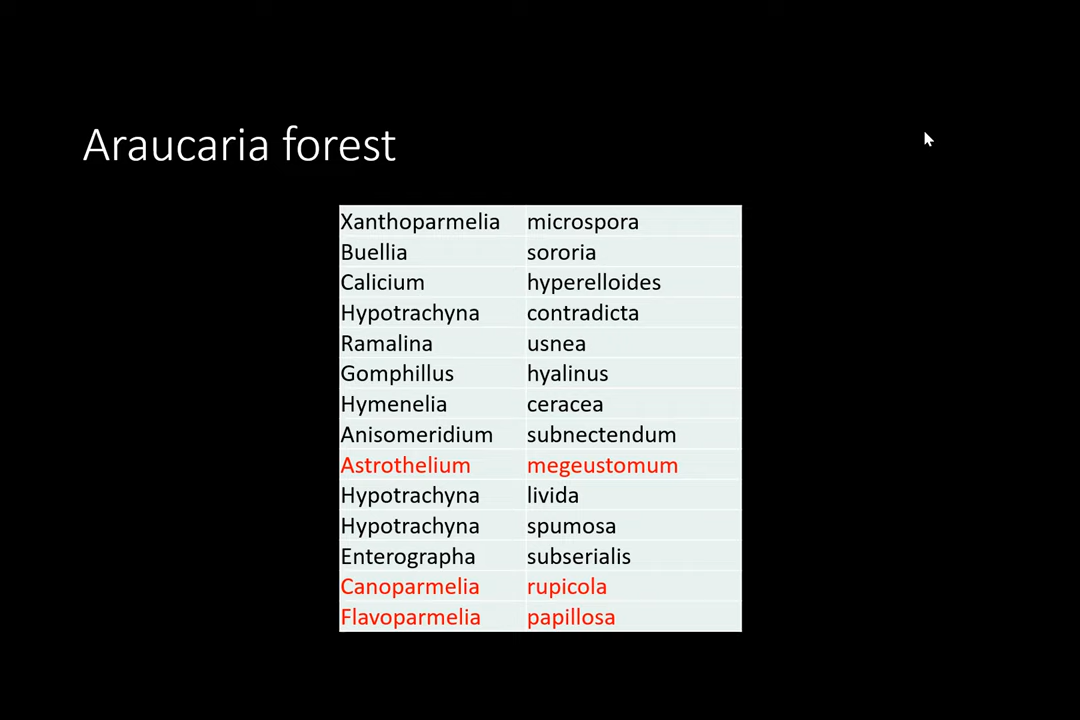 Araucaria forest
Xanthoparmelia microspora
Buellia sororia
Calicium hyperelloides
Hypotrachyna contradicta
Ramalina usnea
Gomphillus hyalinus
Hymenelia ceracea
Anisomeridium subnectendum
Astrothelium megeustomum
Hypotrachyna livida
Hypotrachyna spumosa
Enterographa subserialis
Canoparmelia rupicola
Flavoparmelia papillosa